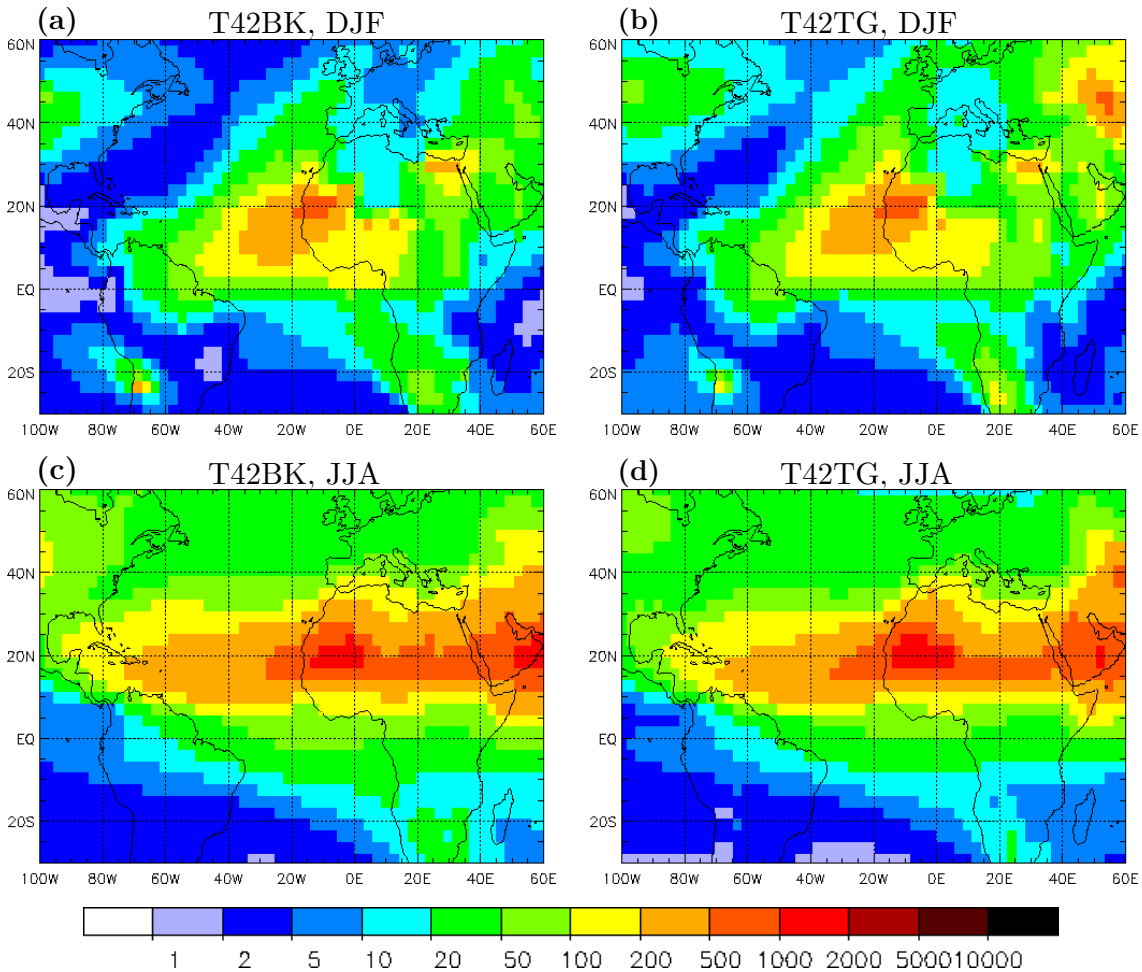 (a) T42BK, DJF
(b) T42TG, DJF
60N
40N
20N
EQ
20S
100W 80W 60W 40W 20W 0E 20E 40E 60E
60N
40N
20N
EQ
20S
100W 80W 60W 40W 20W 0E 20E 40E 60E
(c) T42BK, JJA
(d) T42TG, JJA
60N
40N
20N
EQ
20S
100W 80W 60W 40W 20W 0E 20E 40E 60E
60N
40N
20N
EQ
20S
100W 80W 60W 40W 20W 0E 20E 40E 60E
1 2 5 10 20 50 100 200 500 1000 2000 5000 10000